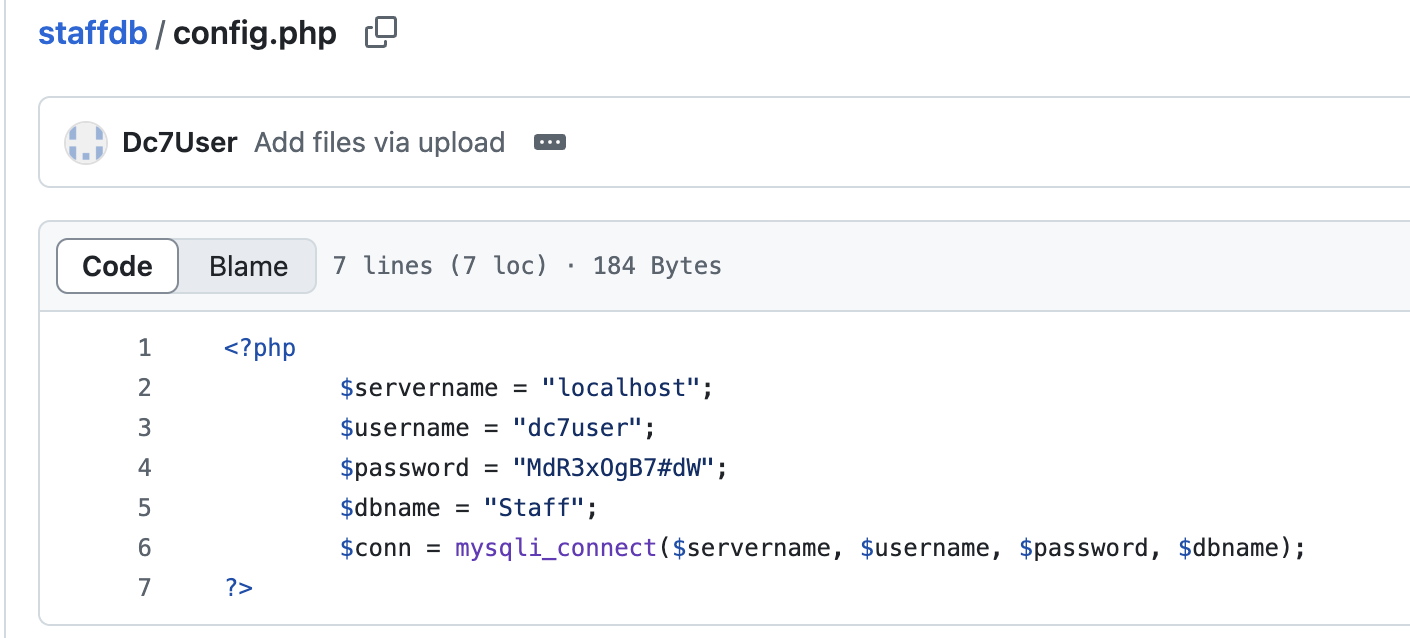 staffdb / config.php
Dc7User Add files via upload
Code Blame 7 lines (7 loc) · 184 Bytes
1 <?php
2 $servername = "localhost";
3 $username = "dc7user";
4 $password = "MdR3xOgB7#dW";
5 $dbname = "Staff";
6 $conn = mysqli_connect($servername, $username, $password, $dbname);
7 ?>